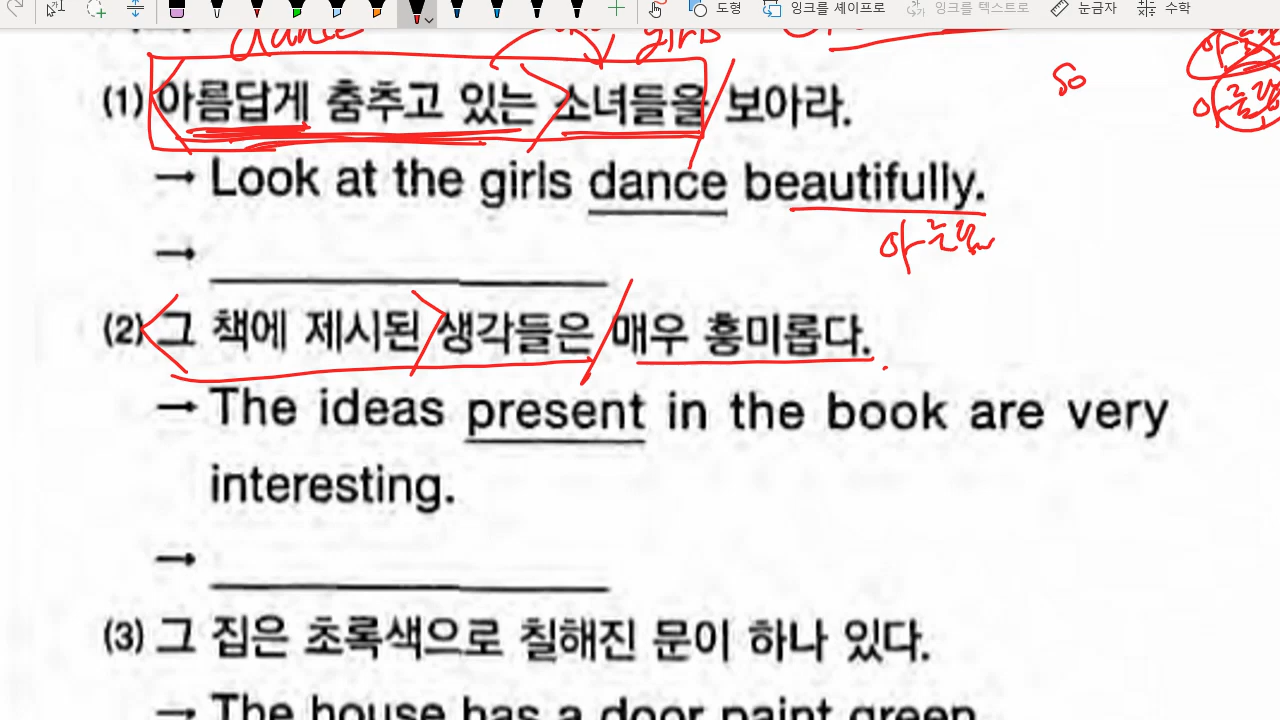 도형 잉크를 셰이프로 잉크를 텍스트로 눈금자 수학
dance girls
so
(1) 아름답게 춤추고 있는 소녀들을 보아라.
→ Look at the girls dance beautifully.
→
(2) 그 책에 제시된 생각들은 매우 흥미롭다.
→ The ideas present in the book are very
interesting.
→
(3) 그 집은 초록색으로 칠해진 문이 하나 있다.
→ The house has a door paint green.